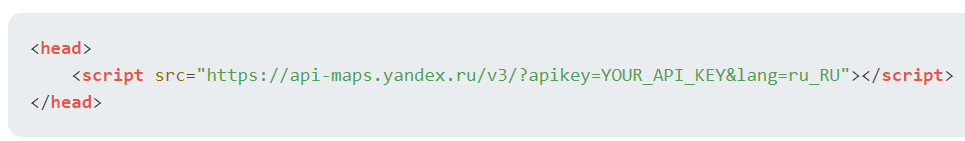 <head>
    <script src="https://api-maps.yandex.ru/v3/?apikey=YOUR_API_KEY&lang=ru_RU"></script>
</head>